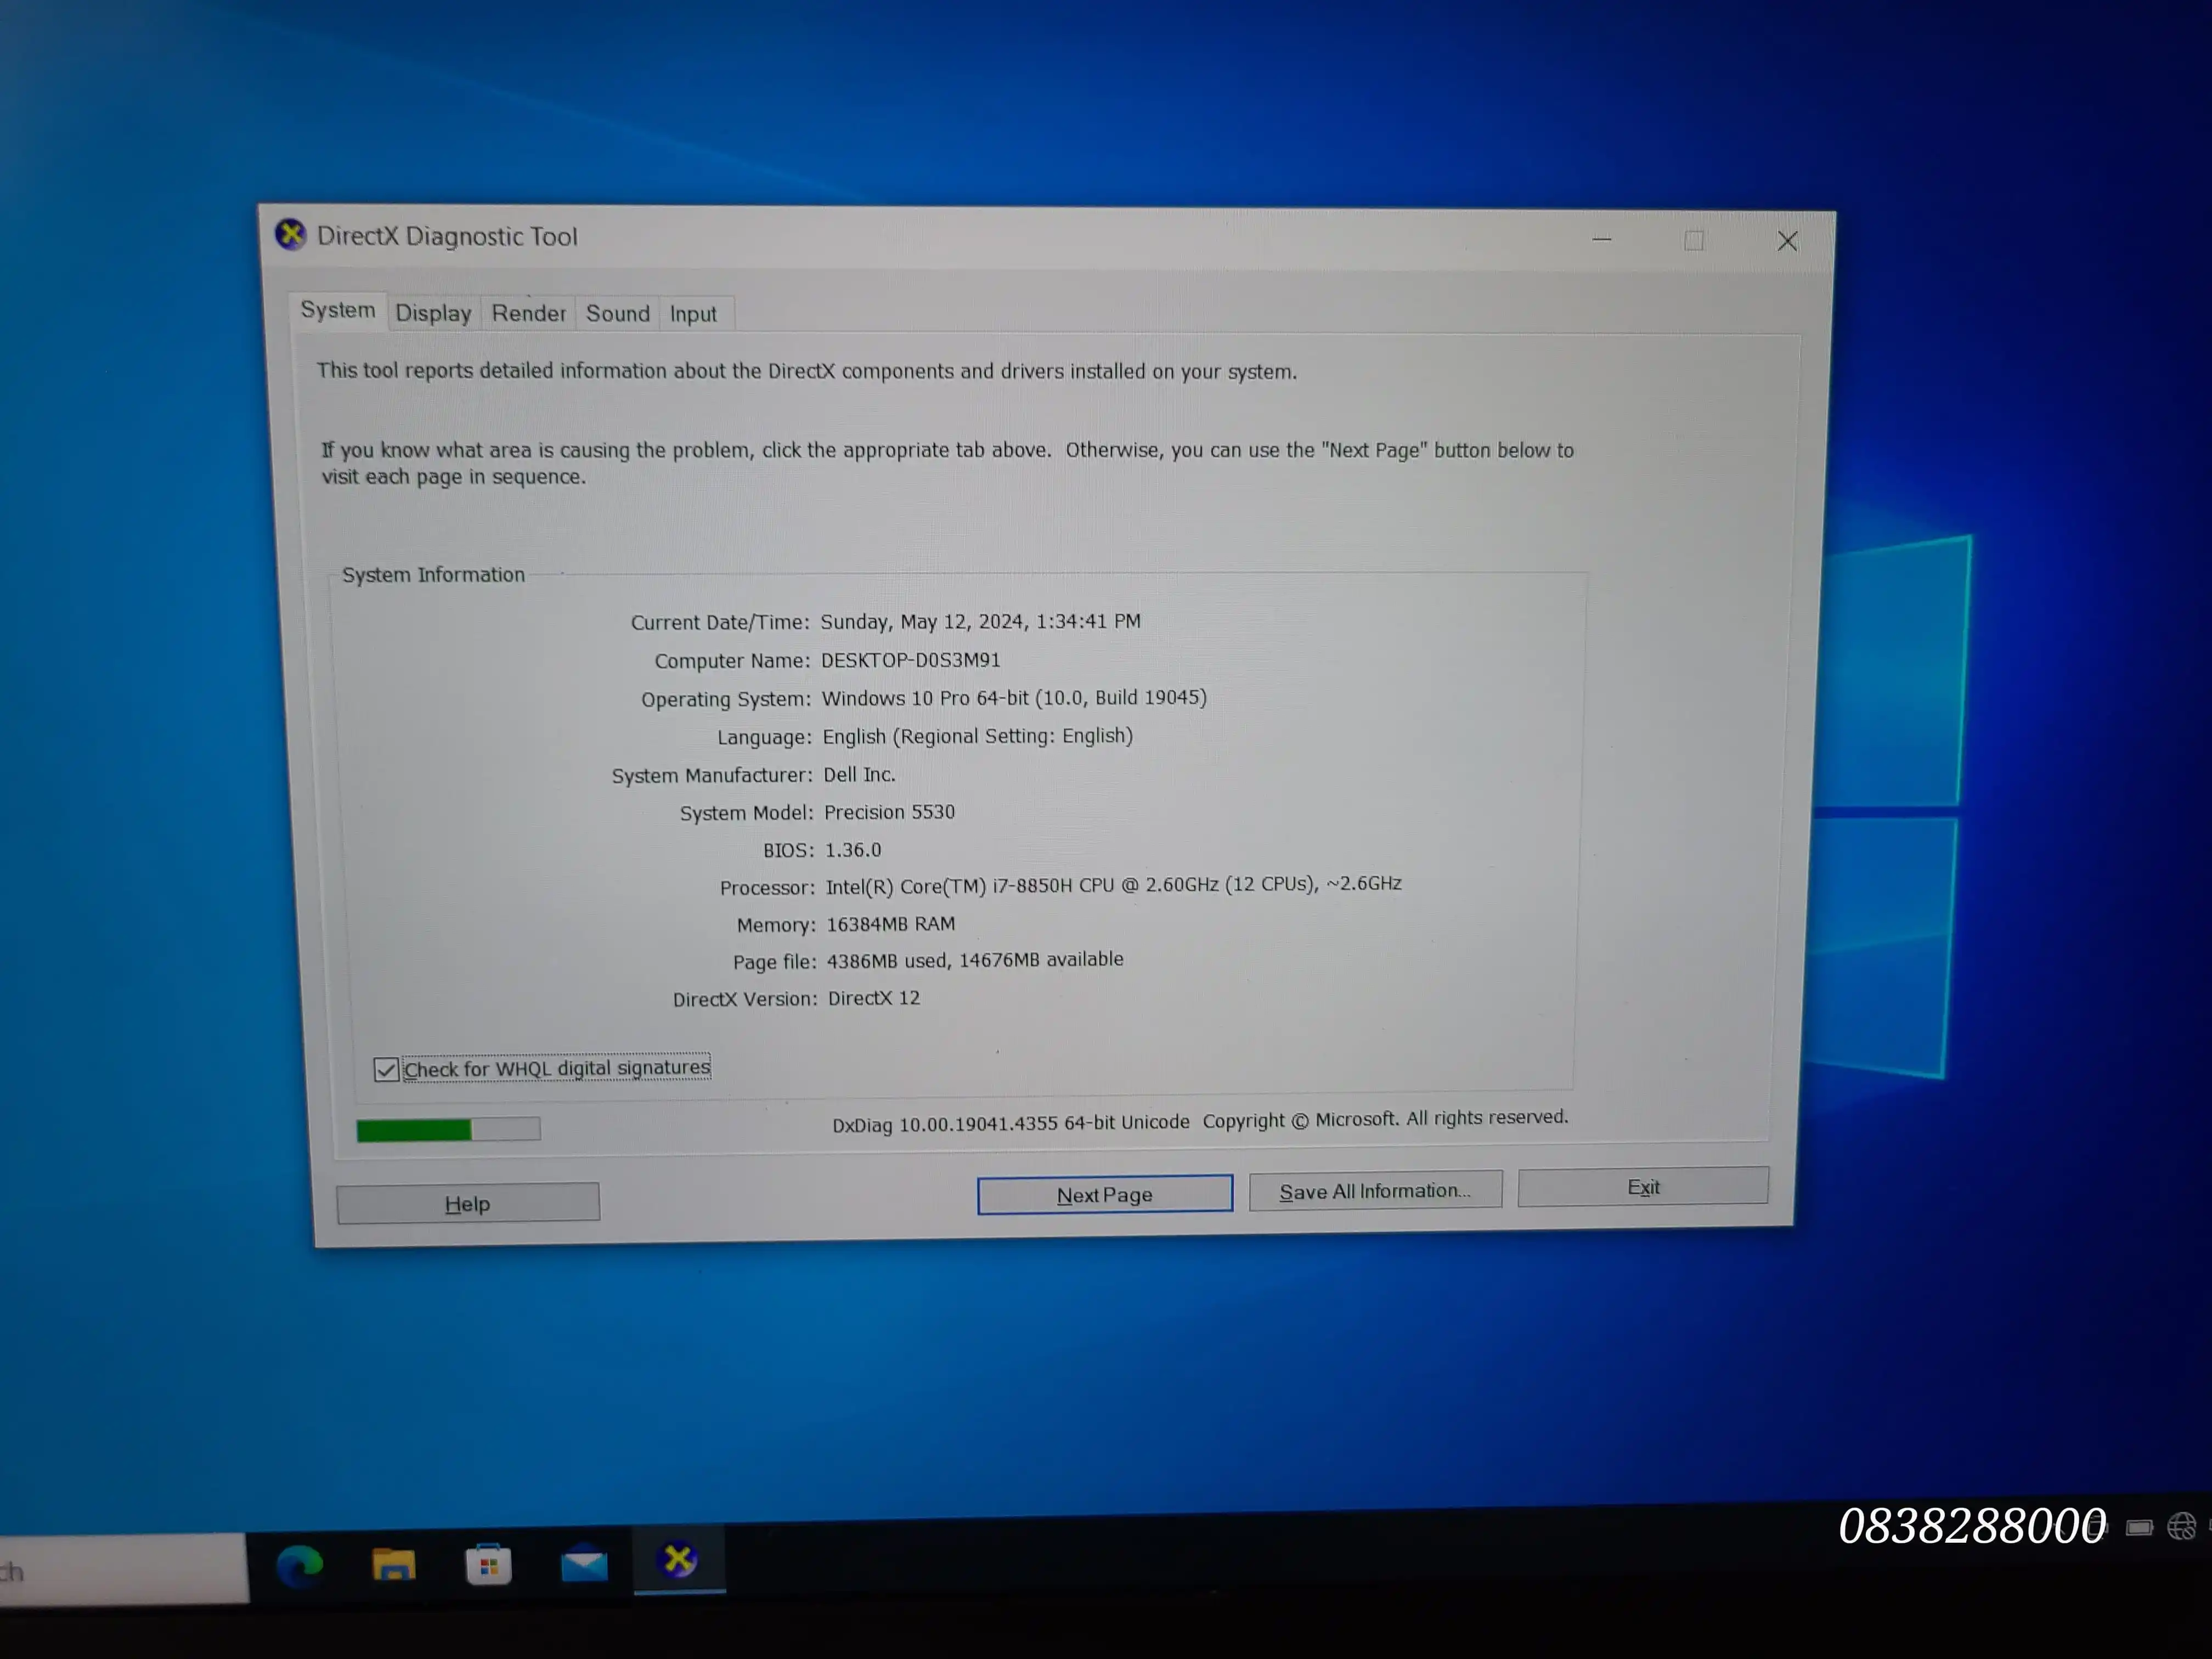 DirectX Diagnostic Tool
System Display Render Sound Input
This tool reports detailed information about the DirectX components and drivers installed on your system.
If you know what area is causing the problem, click the appropriate tab above. Otherwise, you can use the "Next Page" button below to
visit each page in sequence.
System Information
Current Date/Time: Sunday, May 12, 2024, 1:34:41 PM
Computer Name: DESKTOP-D0S3M91
Operating System: Windows 10 Pro 64-bit (10.0, Build 19045)
Language: English (Regional Setting: English)
System Manufacturer: Dell Inc.
System Model: Precision 5530
BIOS: 1.36.0
Processor: Intel(R) Core(TM) i7-8850H CPU @ 2.60GHz (12 CPUs), ~2.6GHz
Memory: 16384MB RAM
Page file: 4386MB used, 14676MB available
DirectX Version: DirectX 12
Check for WHQL digital signatures
DxDiag 10.00.19041.4355 64-bit Unicode Copyright © Microsoft. All rights reserved.
Help Next Page Save All Information... Exit
0838288000
ch